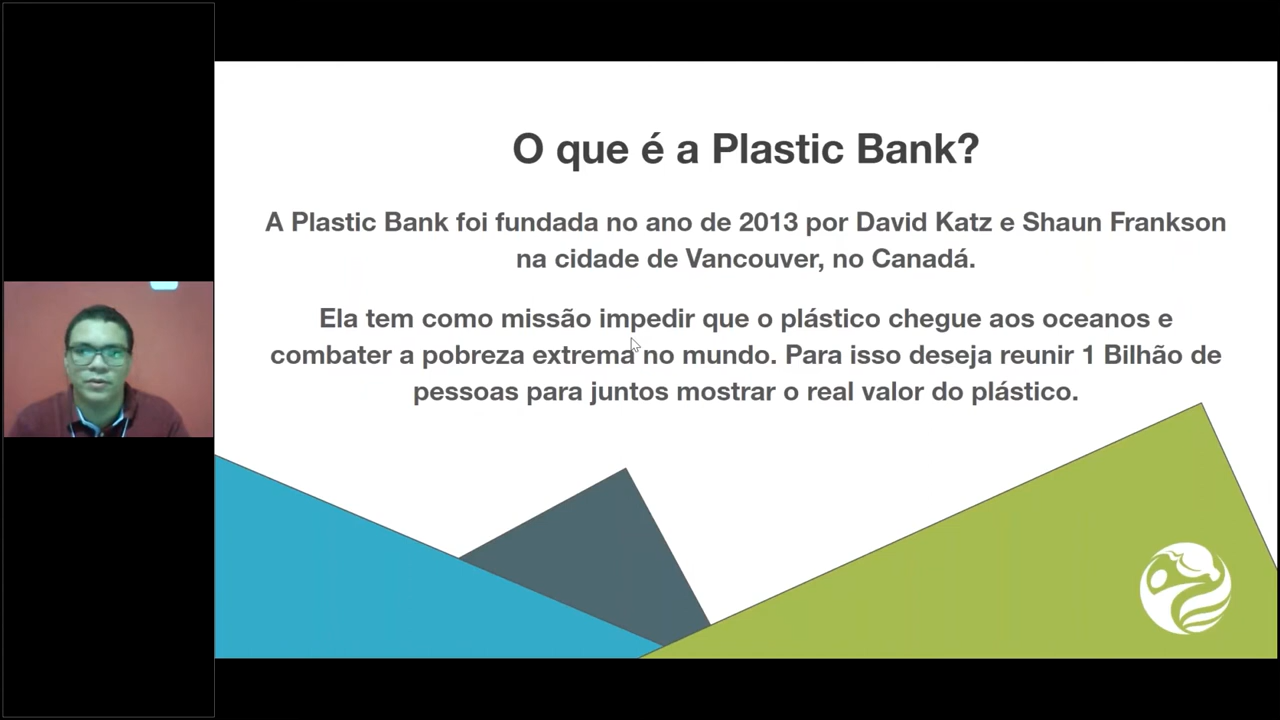 O que é a Plastic Bank?
A Plastic Bank foi fundada no ano de 2013 por David Katz e Shaun Frankson
na cidade de Vancouver, no Canadá.
Ela tem como missão impedir que o plástico chegue aos oceanos e
combater a pobreza extrema no mundo. Para isso deseja reunir 1 Bilhão de
pessoas para juntos mostrar o real valor do plástico.